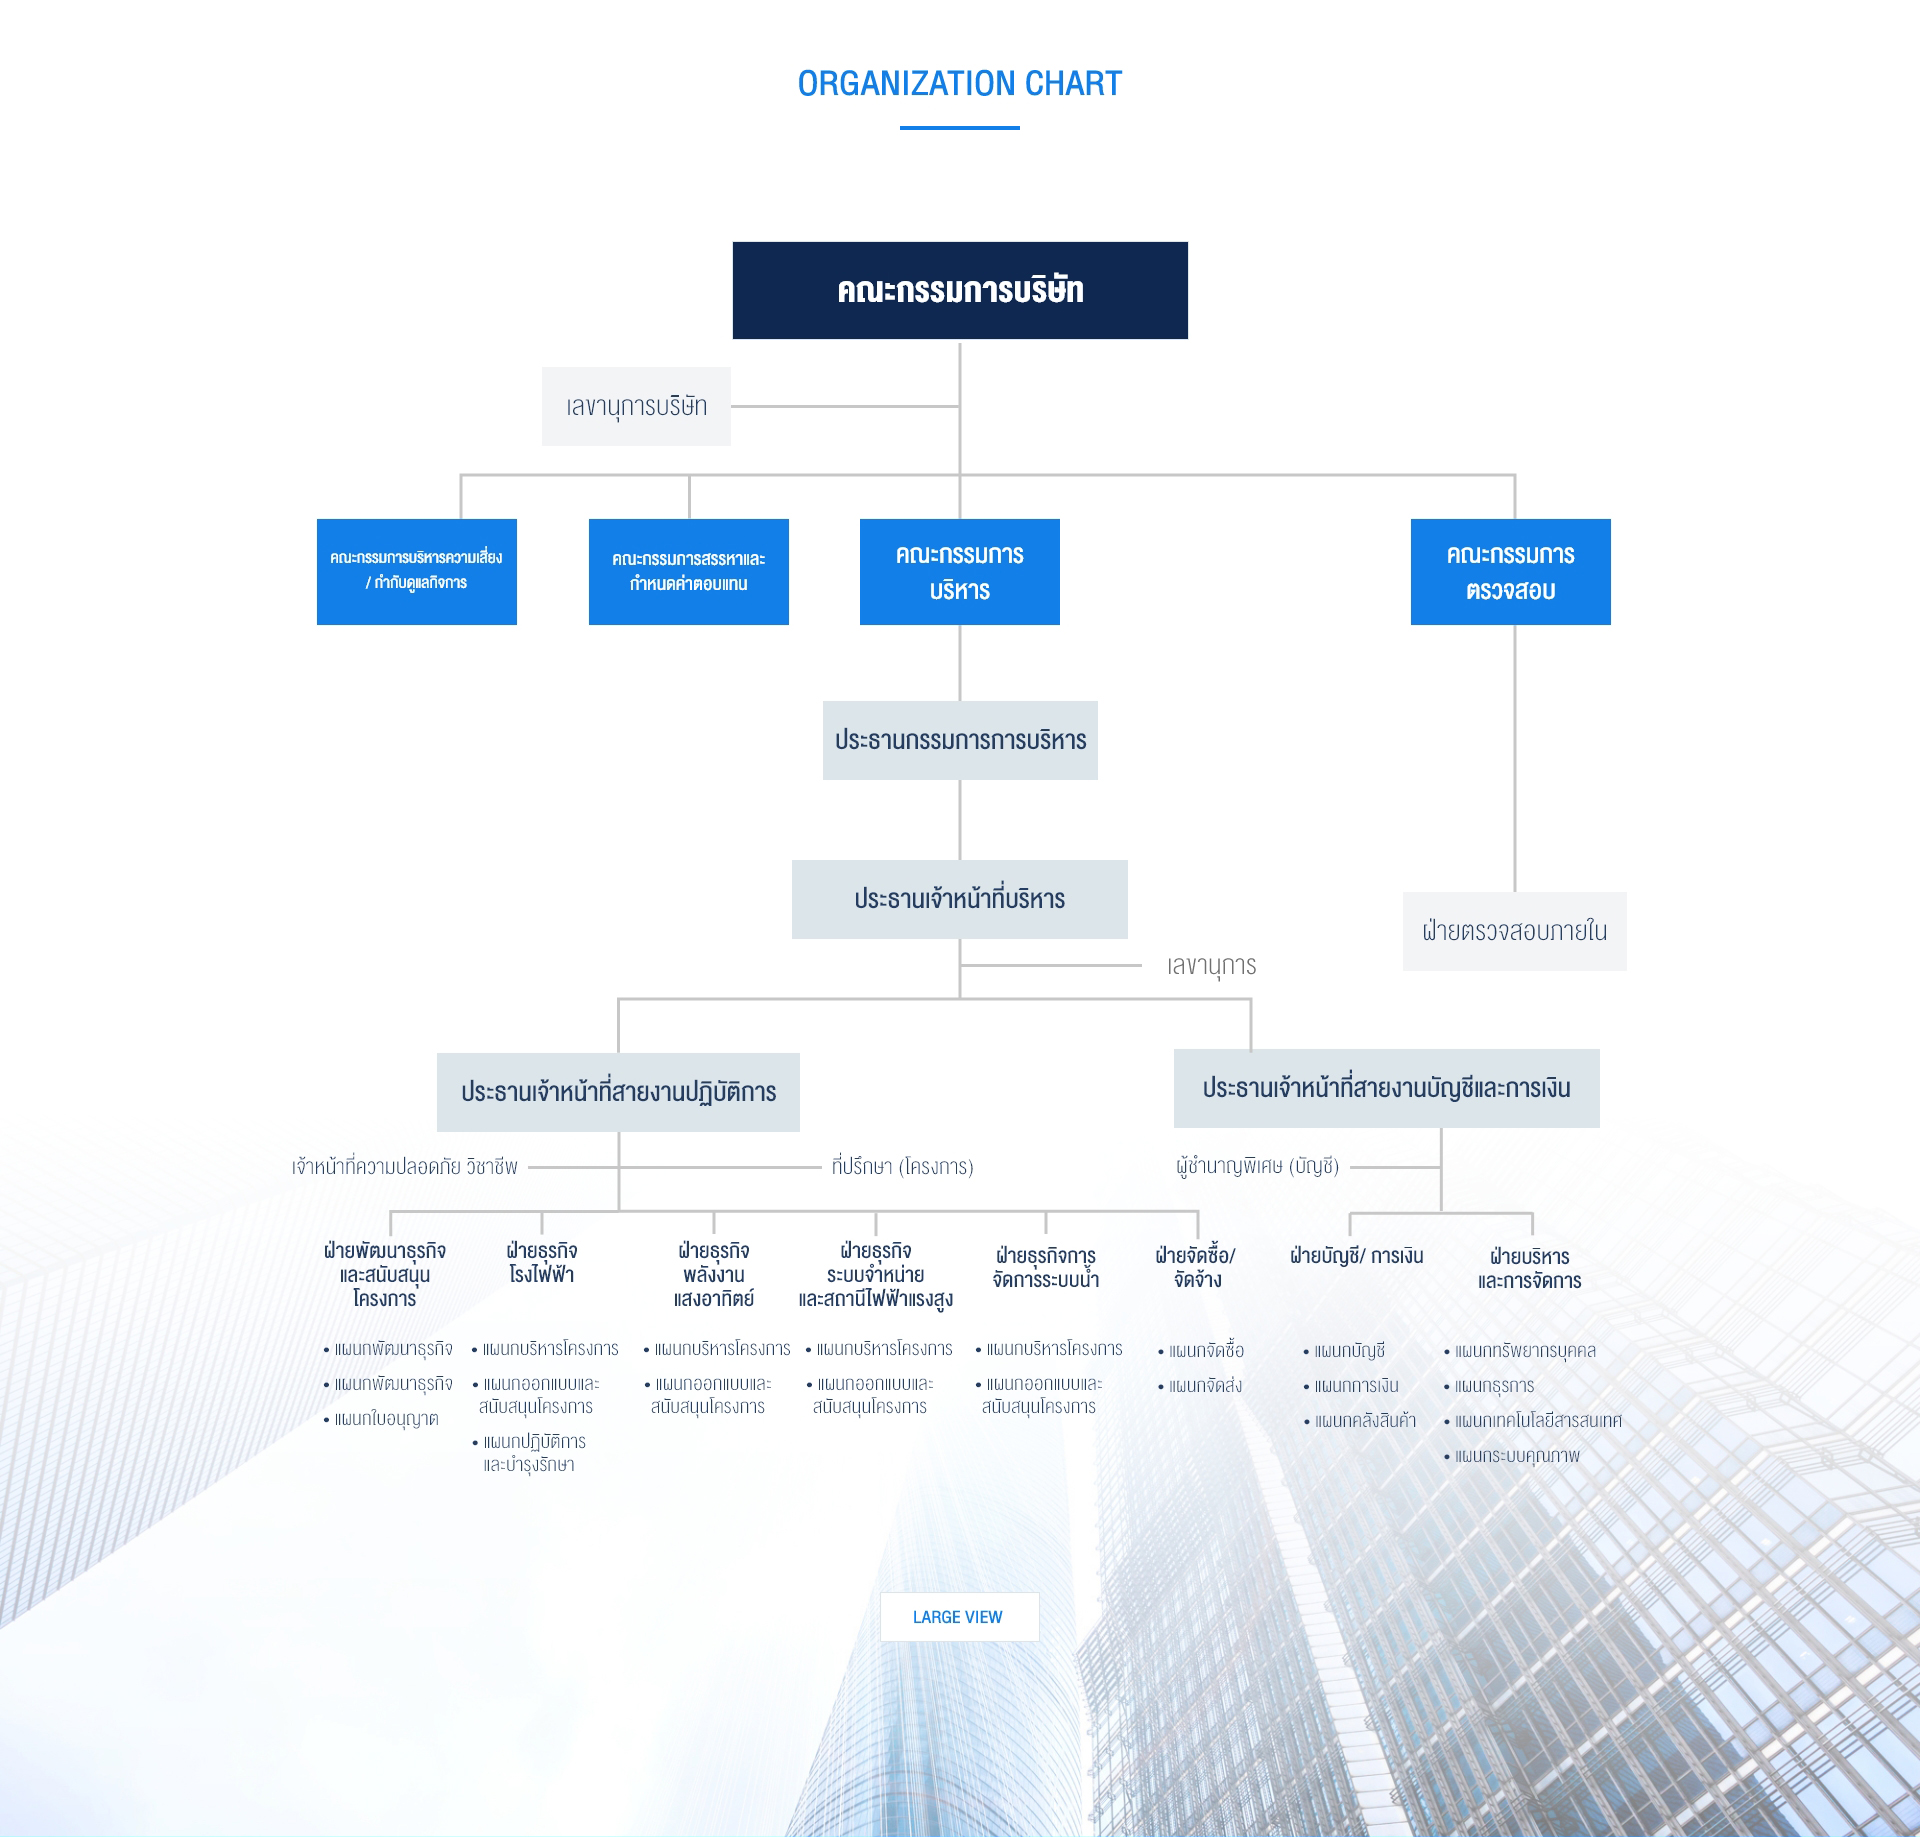 ORGANIZATION CHART
คณะกรรมการบริษัท
เลขานุการบริษัท
คณะกรรมการบริหารความเสี่ยง
/ กำกับดูแลกิจการ
คณะกรรมการสรรหาและ
กำหนดค่าตอบแทน
คณะกรรมการ
บริหาร
คณะกรรมการ
ตรวจสอบ
ประธานกรรมการการบริหาร
ประธานเจ้าหน้าที่บริหาร
ฝ่ายตรวจสอบภายใน
เลขานุการ
ประธานเจ้าหน้าที่สายงานปฏิบัติการ
ประธานเจ้าหน้าที่สายงานบัญชีและการเงิน
เจ้าหน้าที่ความปลอดภัย วิชาชีพ
ที่ปรึกษา (โครงการ)
ผู้ชำนาญพิเศษ (บัญชี)
ฝ่ายพัฒนาธุรกิจ
และสนับสนุน
โครงการ
• แผนกพัฒนาธุรกิจ
• แผนกพัฒนาธุรกิจ
• แผนกใบอนุญาต
ฝ่ายธุรกิจ
โรงไฟฟ้า
• แผนกบริหารโครงการ
• แผนกออกแบบและ
สนับสนุนโครงการ
• แผนกปฏิบัติการ
และบำรุงรักษา
ฝ่ายธุรกิจ
พลังงาน
แสงอาทิตย์
• แผนกบริหารโครงการ
• แผนกออกแบบและ
สนับสนุนโครงการ
ฝ่ายธุรกิจ
ระบบจำหน่าย
และสถานีไฟฟ้าแรงสูง
• แผนกบริหารโครงการ
• แผนกออกแบบและ
สนับสนุนโครงการ
ฝ่ายธุรกิจการ
จัดการระบบน้ำ
• แผนกบริหารโครงการ
• แผนกออกแบบและ
สนับสนุนโครงการ
ฝ่ายจัดซื้อ/
จัดจ้าง
• แผนกจัดซื้อ
• แผนกจัดส่ง
ฝ่ายบัญชี/ การเงิน
• แผนกบัญชี
• แผนกการเงิน
• แผนกคลังสินค้า
ฝ่ายบริหาร
และการจัดการ
• แผนกทรัพยากรบุคคล
• แผนกธุรการ
• แผนกเทคโนโลยีสารสนเทศ
• แผนกระบบคุณภาพ
LARGE VIEW